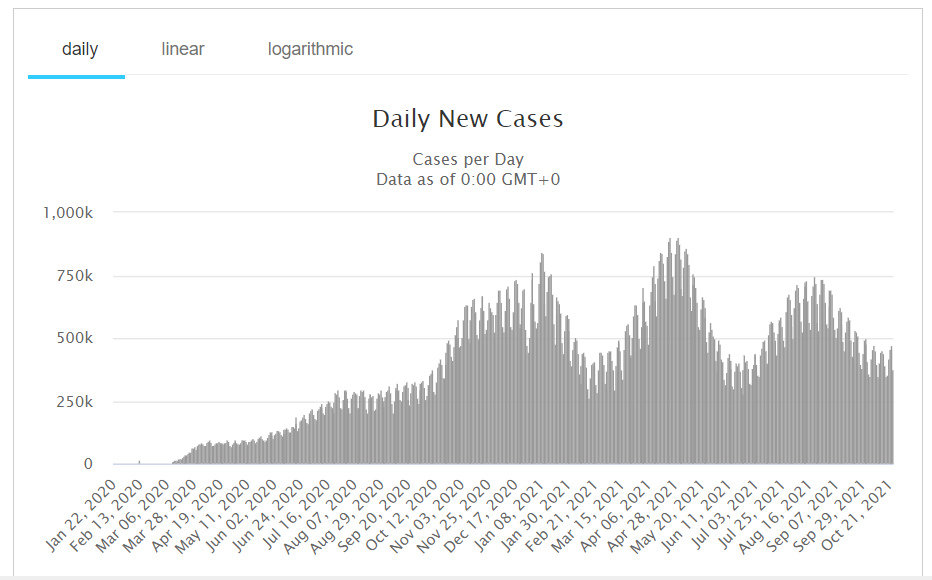 daily linear logarithmic
Daily New Cases
Cases per Day
Data as of 0:00 GMT+0
1,000k
750k
500k
250k
0
Jan 22, 2020
Feb 13, 2020
Mar 06, 2020
Mar 28, 2020
Apr 19, 2020
May 11, 2020
Jun 02, 2020
Jun 24, 2020
Jul 16, 2020
Aug 07, 2020
Aug 29, 2020
Sep 20, 2020
Oct 12, 2020
Nov 03, 2020
Nov 25, 2020
Dec 17, 2020
Jan 08, 2021
Jan 30, 2021
Feb 21, 2021
Mar 15, 2021
Apr 06, 2021
Apr 28, 2021
May 20, 2021
Jun 11, 2021
Jul 03, 2021
Jul 25, 2021
Aug 16, 2021
Sep 07, 2021
Sep 29, 2021
Oct 21, 2021